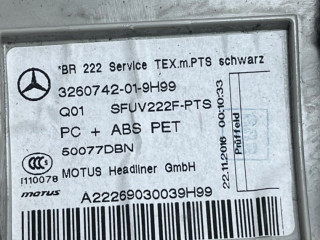 *BR 222 Service TEX.m.PTS schwarz
3260742-01-9H99
Q01 SFUV222F-PTS
PC + ABS PET
50077DBN
MOTUS Headliner GmbH
I110078
MOTUS
A22269030039H99
22.11.2016 00:10:33
Prüffeld